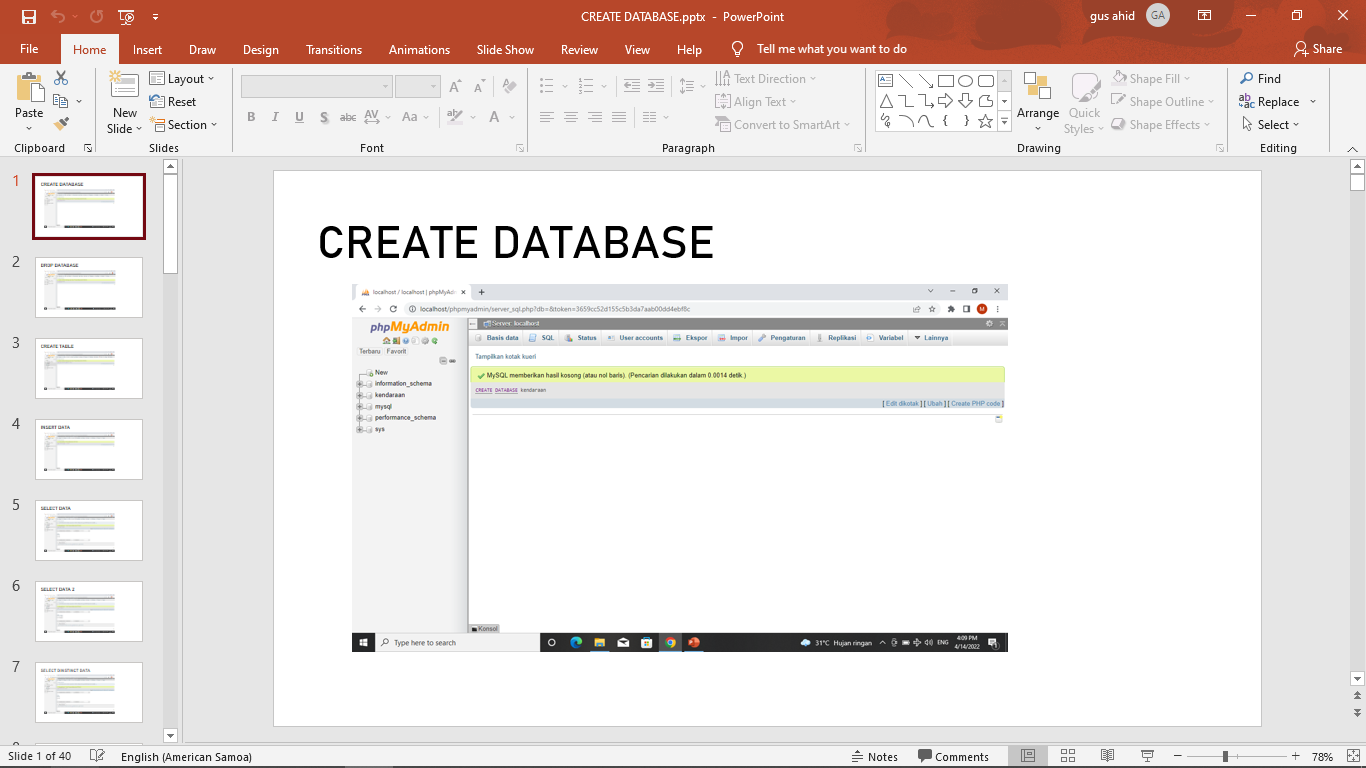 CREATE DATABASE.pptx - PowerPoint
gus ahid
GA
File Home Insert Draw Design Transitions Animations Slide Show Review View Help Tell me what you want to do
Share
Paste
Clipboard
New Slide
Layout
Reset
Section
Slides
Font
Text Direction
Align Text
Convert to SmartArt
Paragraph
Arrange
Quick Styles
Shape Fill
Shape Outline
Shape Effects
Drawing
Find
Replace
Select
Editing
1
CREATE DATABASE
2
DROP DATABASE
3
CREATE TABLE
4
INSERT DATA
5
SELECT DATA
6
SELECT DATA 2
7
SELECT DISTINCT DATA
CREATE DATABASE
localhost / localhost | phpMyAdm
localhost/phpmyadmin/server_sql.php?db=&token=3659cc52d155c5b3da7aab00dd4ebf8c
M
phpMyAdmin
Terbaru Favorit
New
information_schema
kendaraan
mysql
performance_schema
sys
Server: localhost
Basis data SQL Status User accounts Ekspor Impor Pengaturan Replikasi Variabel Lainnya
Tampilkan kotak kueri
MySQL memberikan hasil kosong (atau nol baris). (Pencarian dilakukan dalam 0.0014 detik.)
CREATE DATABASE kendaraan
[ Edit dikotak ] [ Ubah ] [ Create PHP code ]
Konsol
Type here to search
31°C Hujan ringan
ENG
4:09 PM
4/14/2022
Slide 1 of 40
English (American Samoa)
Notes
Comments
78%